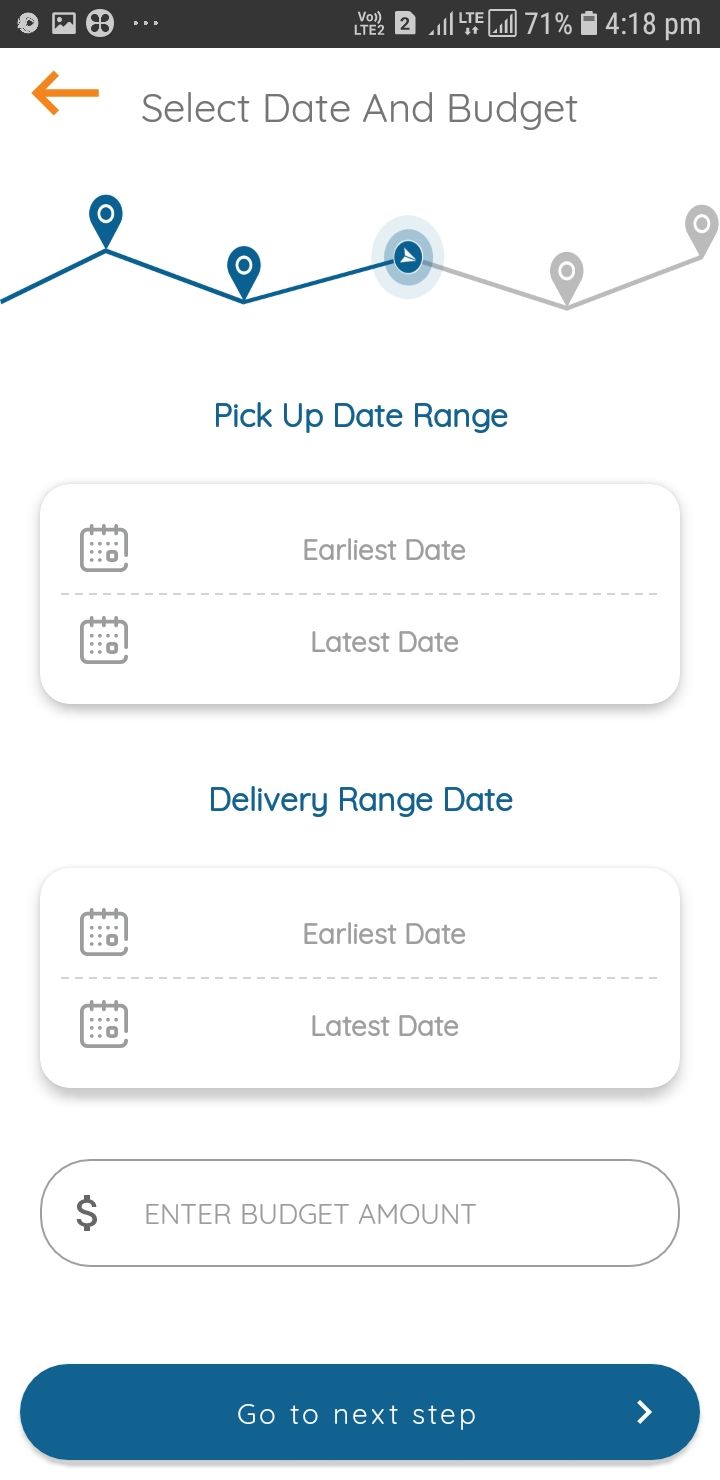 Vo)) LTE2 2 LTE 71% 4:18 pm
Select Date And Budget
Pick Up Date Range
Earliest Date
Latest Date
Delivery Range Date
Earliest Date
Latest Date
$ ENTER BUDGET AMOUNT
Go to next step